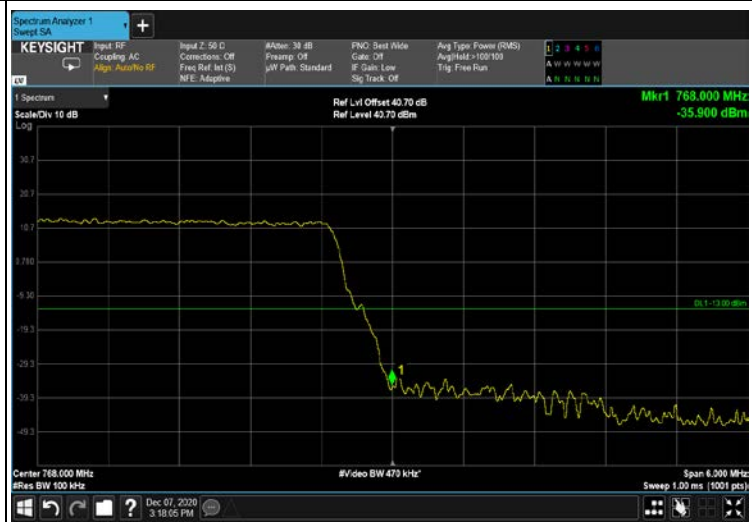 Spectrum Analyzer 1
Swept SA
+
KEYSIGHT
Input: RF
Coupling: AC
Align: Auto/No RF
Input Z: 50 Ω
Corrections: Off
Freq Ref: Int (S)
NFE: Adaptive
#Atten: 30 dB
Preamp: Off
µW Path: Standard
PNO: Best Wide
Gate: Off
IF Gain: Low
Sig Track: Off
Avg Type: Power (RMS)
Avg|Hold:>100/100
Trig: Free Run
1 2 3 4 5 6
A W W W W W
A N N N N N
1 Spectrum
Scale/Div 10 dB
Ref Lvl Offset 40.70 dB
Ref Level 40.70 dBm
Mkr1 768.000 MHz
-35.900 dBm
Log
30.7
20.7
10.7
0.700
-9.30
DL1 -13.00 dBm
-19.3
-29.3
1
-39.3
-49.3
Center 768.000 MHz
#Res BW 100 kHz
#Video BW 470 kHz*
Span 6.000 MHz
Sweep 1.00 ms (1001 pts)
?
Dec 07, 2020
3:18:05 PM